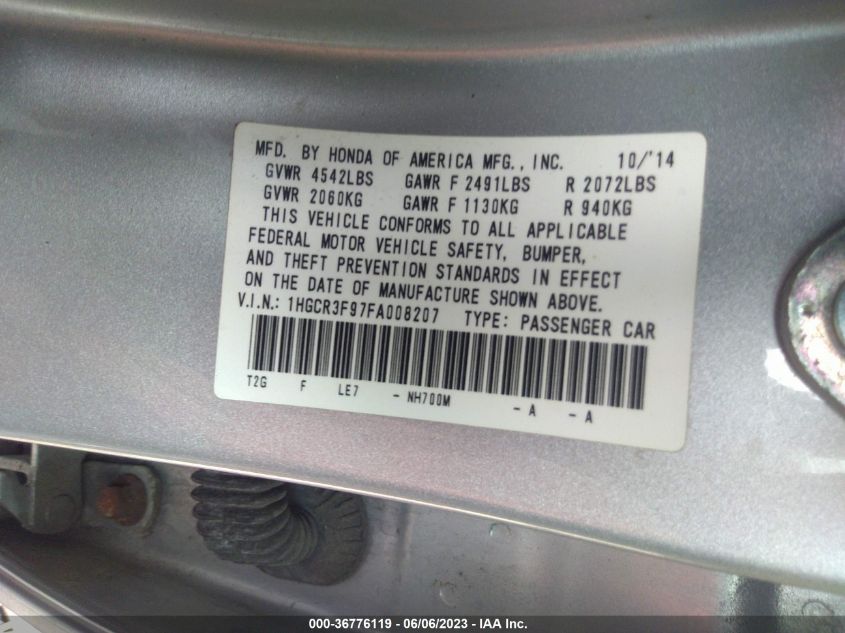 MFD. BY HONDA OF AMERICA MFG., INC. 10/'14
GVWR 4542LBS GAWR F 2491LBS R 2072LBS
GVWR 2060KG GAWR F 1130KG R 940KG
THIS VEHICLE CONFORMS TO ALL APPLICABLE
FEDERAL MOTOR VEHICLE SAFETY, BUMPER,
AND THEFT PREVENTION STANDARDS IN EFFECT
ON THE DATE OF MANUFACTURE SHOWN ABOVE.
V.I.N.: 1HGCR3F97FA008207 TYPE: PASSENGER CAR
T2G F LE7 - NH700M - A - A
000-36776119 - 06/06/2023 - IAA Inc.